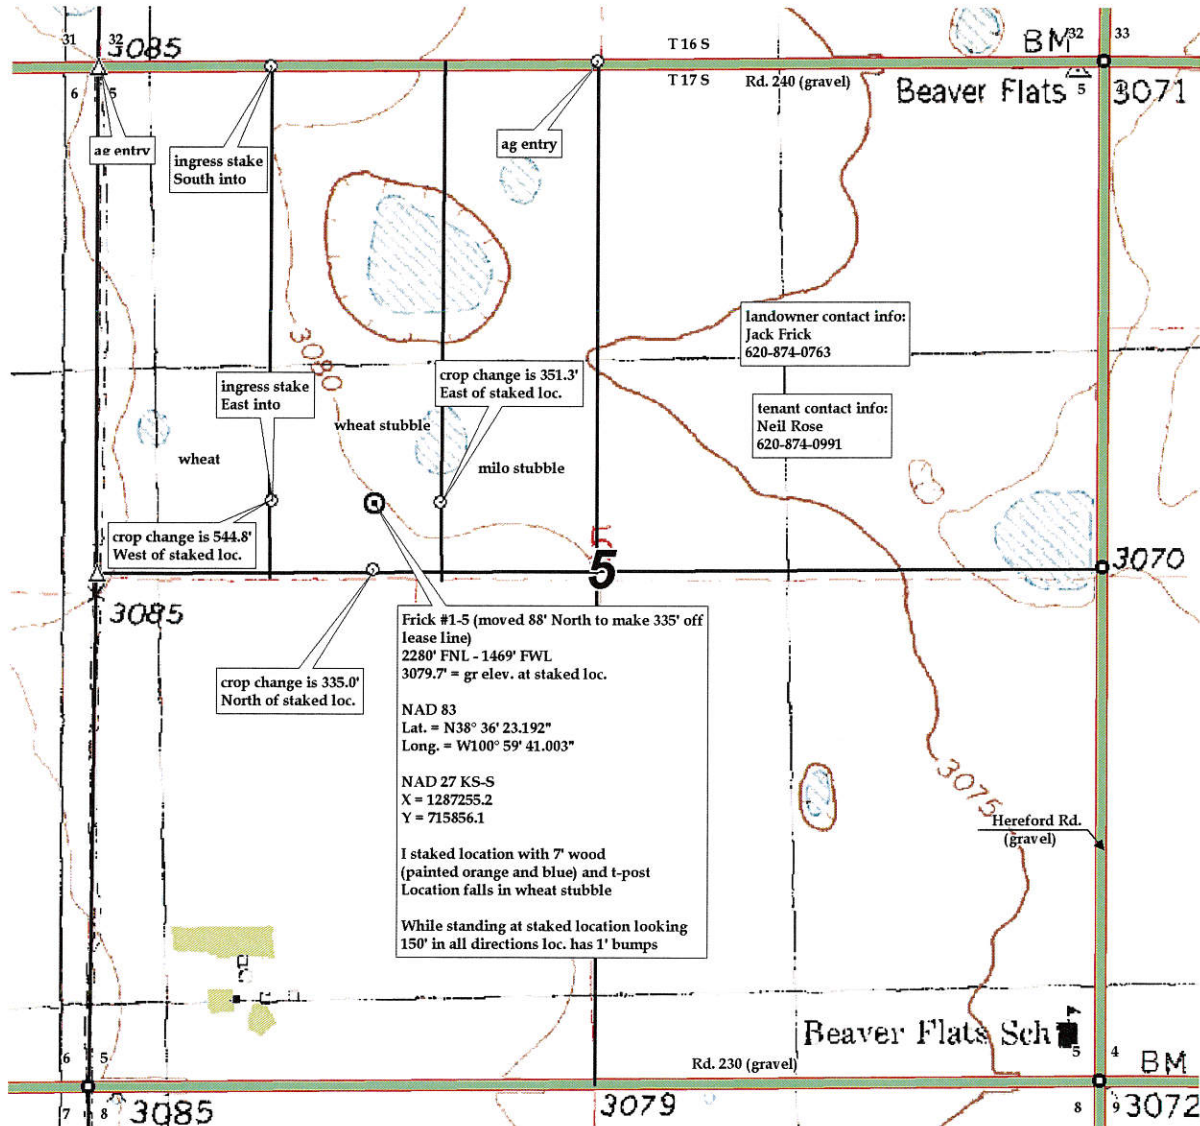 31 32
3085
T 16 S
BM 32 33
6 5
T 17 S
Rd. 240 (gravel)
Beaver Flats 5
3071
ag entry
ingress stake
South into
ag entry
landowner contact info:
Jack Frick
620-874-0763
3080
crop change is 351.3'
East of staked loc.
ingress stake
East into
tenant contact info:
Neil Rose
620-874-0991
wheat stubble
wheat
milo stubble
crop change is 544.8'
West of staked loc.
5
5
3070
3085
Frick #1-5 (moved 88' North to make 335' off
lease line)
2280' FNL - 1469' FWL
3079.7' = gr elev. at staked loc.
NAD 83
Lat. = N38° 36' 23.192"
Long. = W100° 59' 41.003"
NAD 27 KS-S
X = 1287255.2
Y = 715856.1
I staked location with 7' wood
(painted orange and blue) and t-post
Location falls in wheat stubble
While standing at staked location looking
150' in all directions loc. has 1' bumps
crop change is 335.0'
North of staked loc.
3075
Hereford Rd.
(gravel)
Beaver Flats Sch
6 5
Rd. 230 (gravel)
5 4
BM
7 8
3085
3079
8 9
3072